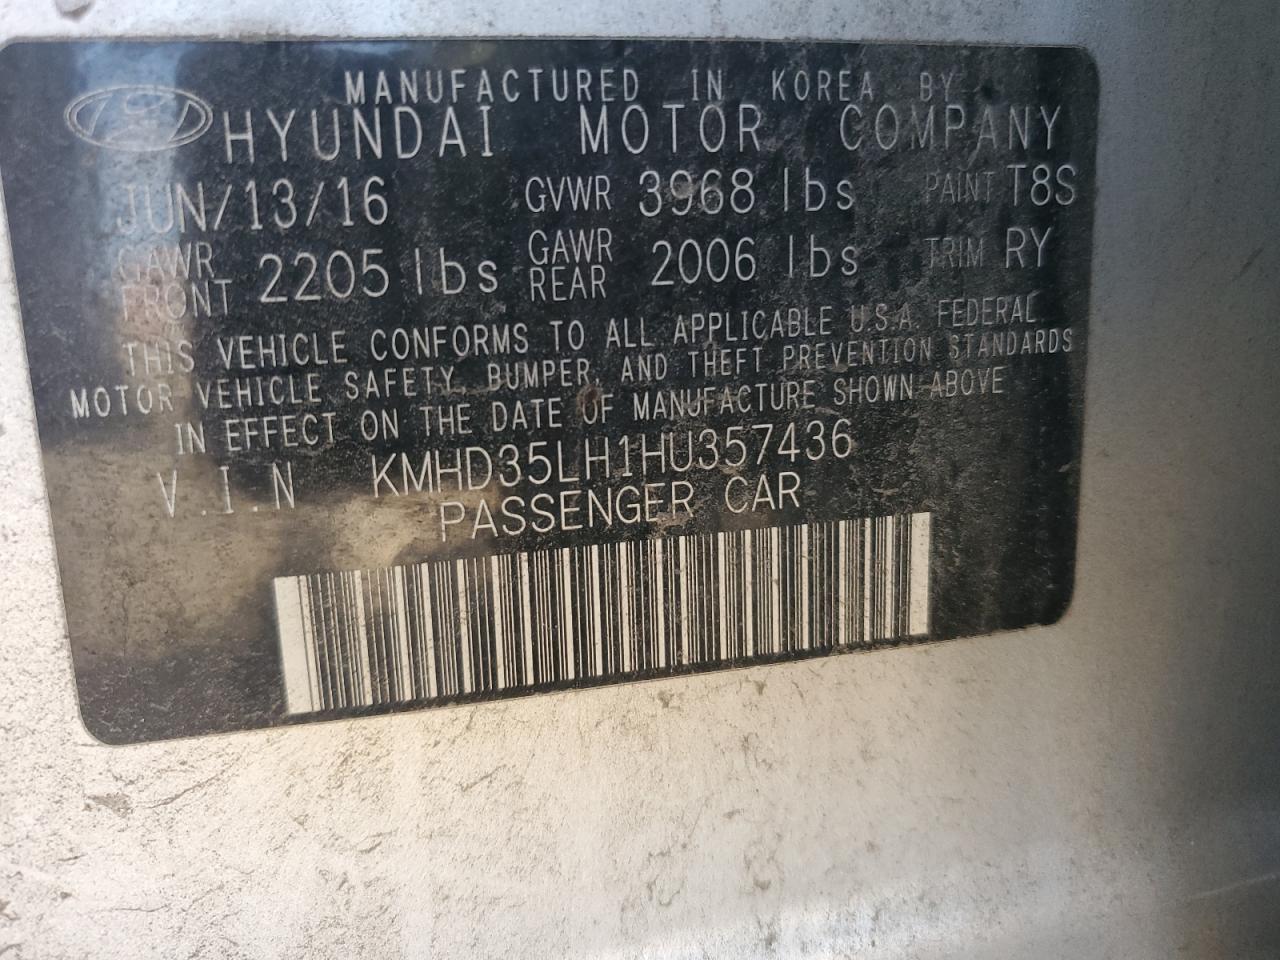 MANUFACTURED IN KOREA BY
HYUNDAI MOTOR COMPANY
JUN/13/16 GVWR 3968 lbs PAINT T8S
GAWR FRONT 2205 lbs GAWR REAR 2006 lbs TRIM RY
THIS VEHICLE CONFORMS TO ALL APPLICABLE U.S.A. FEDERAL
MOTOR VEHICLE SAFETY, BUMPER, AND THEFT PREVENTION STANDARDS
IN EFFECT ON THE DATE OF MANUFACTURE SHOWN ABOVE
V.I.N KMHD35LH1HU357436
PASSENGER CAR